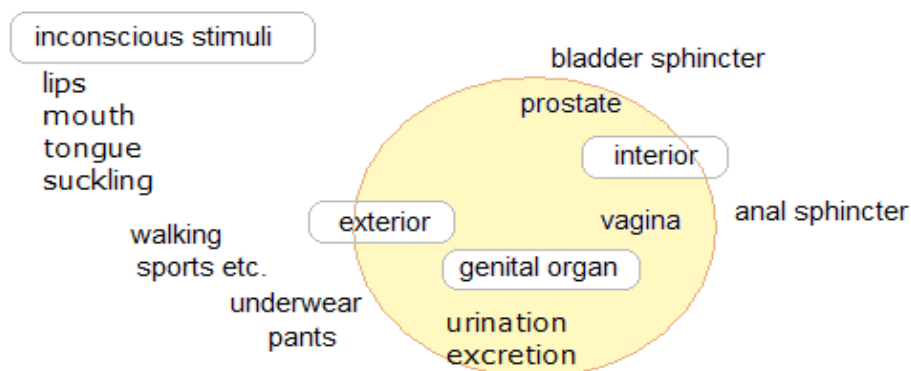 inconscious stimuli
lips
mouth
tongue
suckling
bladder sphincter
prostate
interior
exterior
vagina
anal sphincter
walking
sports etc.
genital organ
underwear
pants
urination
excretion